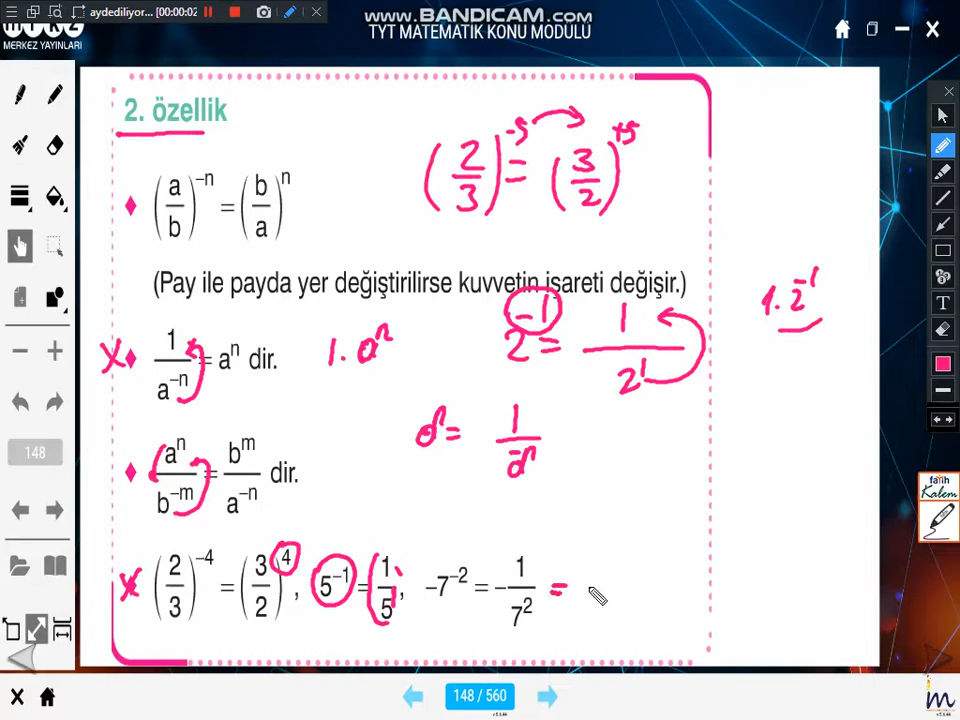 aydediliyor... [00:00:02
www.BANDICAM.com
MERKEZ YAYINLARI
TYT MATEMATİK KONU MODULU
2. özellik
(2/3)^-5 = (3/2)^+5
(a/b)^-n = (b/a)^n
(Pay ile payda yer değiştirilirse kuvvetin işareti değişir.)
1/a^-n = a^n dir.
1. a^n
2^-1 = 1/2^1
1. 2^-1
a^n/b^-m = b^m/a^-n dir.
a^n = 1/a^-n
(2/3)^-4 = (3/2)^4, 5^-1 = 1/5, -7^-2 = -1/7^2 =
148
fatih
Kalem
T
148 / 560